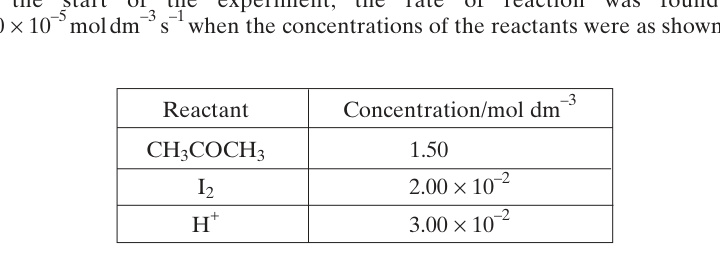 the start of the experiment, the rate of reaction was found
0 × 10⁻⁵ mol dm⁻³ s⁻¹ when the concentrations of the reactants were as shown
Reactant Concentration/mol dm⁻³
CH₃COCH₃ 1.50
I₂ 2.00 × 10⁻²
H⁺ 3.00 × 10⁻²